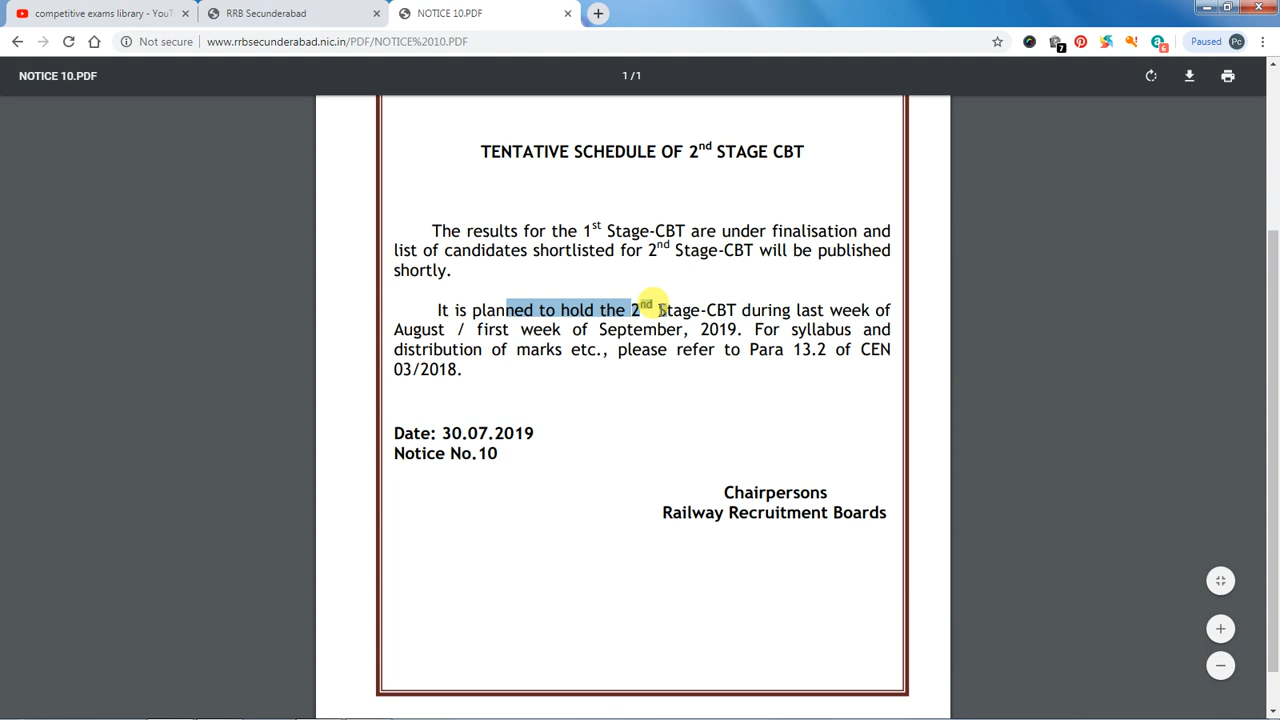 competitive exams library - YouT
RRB Secunderabad
NOTICE 10.PDF
Not secure
www.rrbsecunderabad.nic.in/PDF/NOTICE%2010.PDF
7
6
Paused
Pc
NOTICE 10.PDF
1 / 1
TENTATIVE SCHEDULE OF 2nd STAGE CBT
The results for the 1st Stage-CBT are under finalisation and
list of candidates shortlisted for 2nd Stage-CBT will be published
shortly.
It is planned to hold the 2nd Stage-CBT during last week of
August / first week of September, 2019. For syllabus and
distribution of marks etc., please refer to Para 13.2 of CEN
03/2018.
Date: 30.07.2019
Notice No.10
Chairpersons
Railway Recruitment Boards